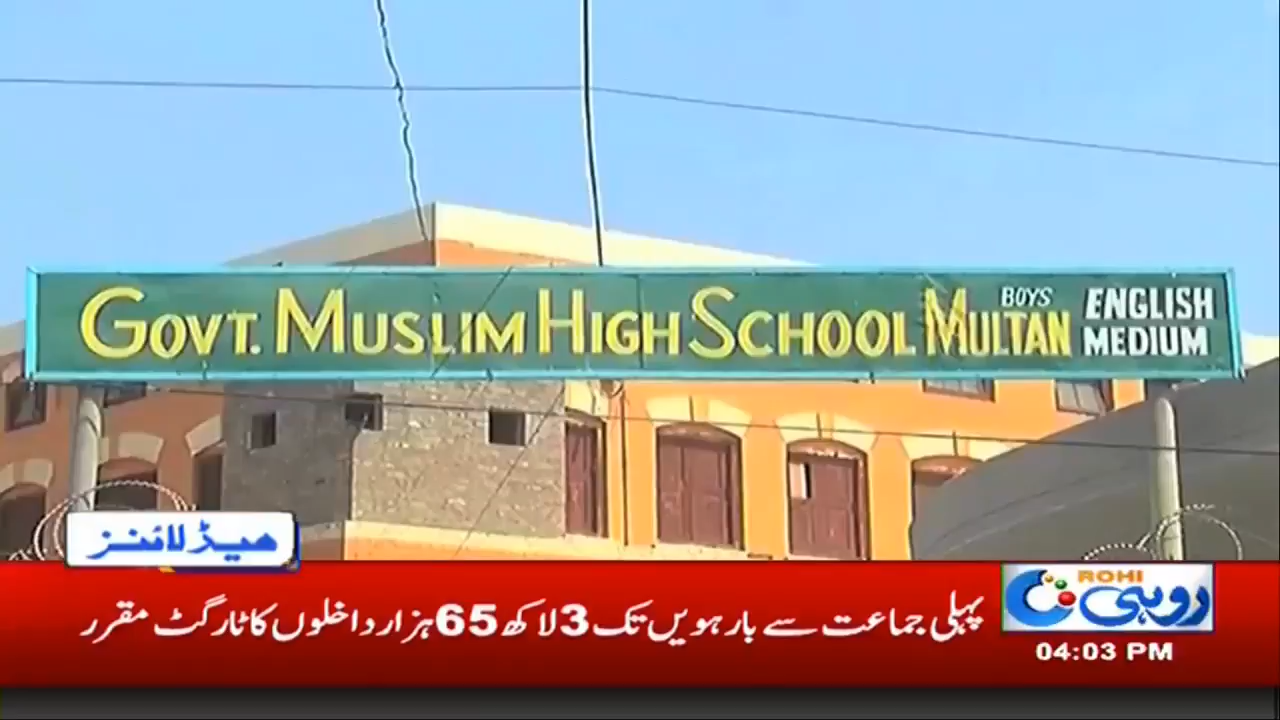 GOVT. MUSLIM HIGH SCHOOL MULTAN BOYS ENGLISH MEDIUM
ہیڈ لائنز
پہلی جماعت سے بارہویں تک 3 لاکھ 65 ہزار داخلوں کا ٹارگٹ مقرر
ROHI
روہی
04:03 PM